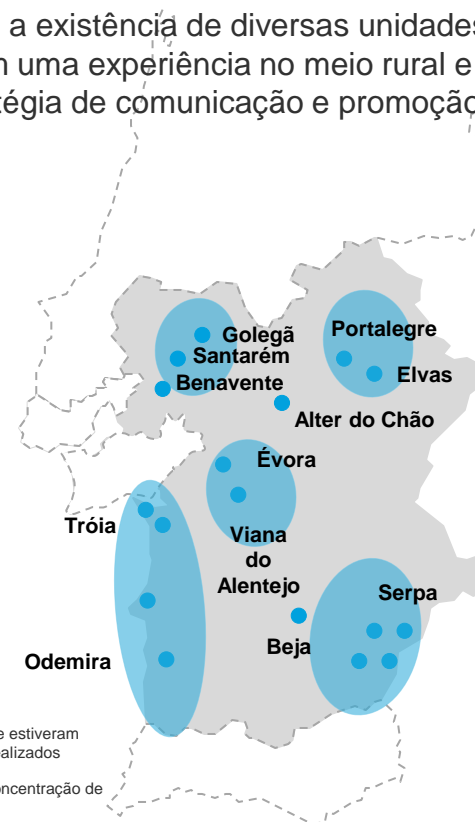 a existência de diversas unidades
uma experiência no meio rural e
tégia de comunicação e promoção
Golegã
Portalegre
Santarém
Elvas
Benavente
Alter do Chão
Évora
Tróia
Viana
do
Alentejo
Serpa
Beja
Odemira
e estiveram
alizados
oncentração de